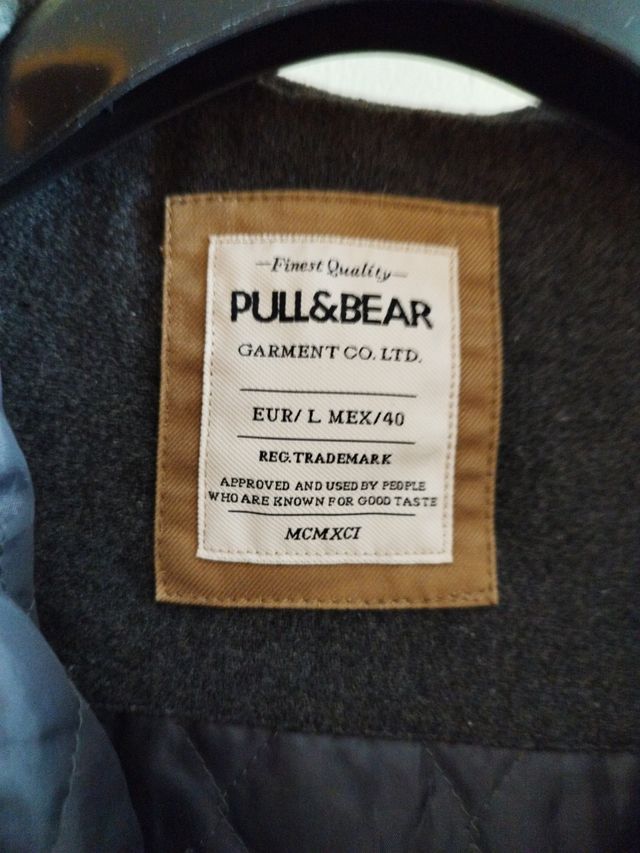 Finest Quality
PULL&BEAR
GARMENT CO. LTD.
EUR/ L MEX/40
REG. TRADEMARK
APPROVED AND USED BY PEOPLE
WHO ARE KNOWN FOR GOOD TASTE
MCMXCI